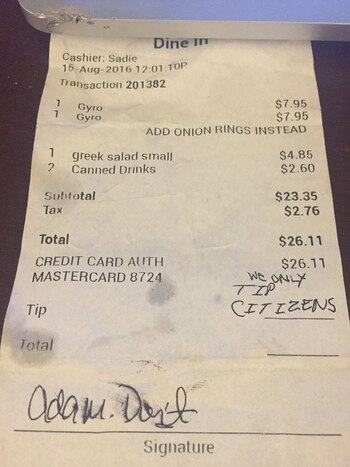 Dine In
Cashier: Sadie
15-Aug-2016 12:01:10P
Transaction 201382
1 Gyro $7.95
1 Gyro $7.95
ADD ONION RINGS INSTEAD
1 greek salad small $4.85
2 Canned Drinks $2.60
Subtotal $23.35
Tax $2.76
Total $26.11
CREDIT CARD AUTH $26.11
MASTERCARD 8724
WE ONLY
Tip TIP
CITIZENS
Total
Adam.
Signature